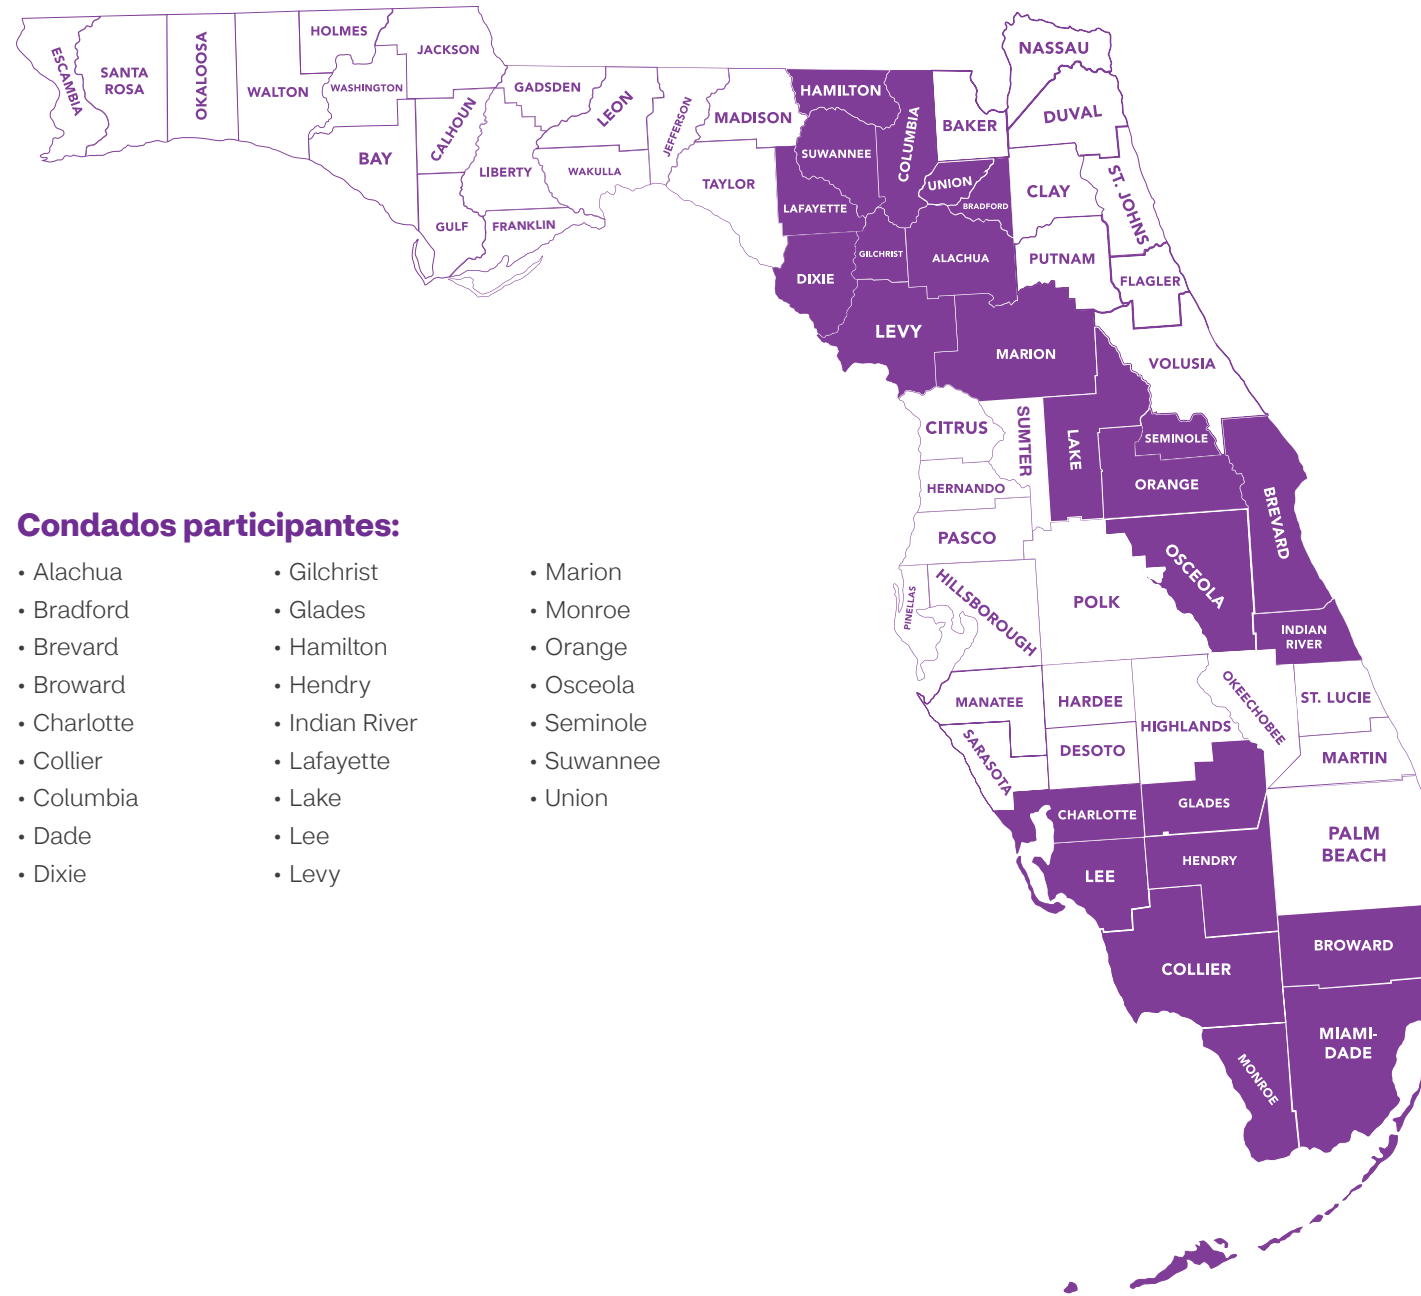 HOLMES
JACKSON
ESCAMBIA
SANTA
ROSA
OKALOOSA
WALTON
WASHINGTON
BAY
CALHOUN
GULF
GADSDEN
LIBERTY
FRANKLIN
LEON
WAKULLA
JEFFERSON
MADISON
TAYLOR
HAMILTON
SUWANNEE
LAFAYETTE
DIXIE
COLUMBIA
GILCHRIST
LEVY
BAKER
UNION
BRADFORD
ALACHUA
MARION
NASSAU
DUVAL
CLAY
ST. JOHNS
PUTNAM
FLAGLER
VOLUSIA
CITRUS
SUMTER
LAKE
SEMINOLE
ORANGE
BREVARD
HERNANDO
PASCO
PINELLAS
HILLSBOROUGH
POLK
OSCEOLA
INDIAN
RIVER
MANATEE
HARDEE
HIGHLANDS
OKEECHOBEE
ST. LUCIE
SARASOTA
DESOTO
MARTIN
CHARLOTTE
GLADES
LEE
HENDRY
PALM
BEACH
COLLIER
BROWARD
MONROE
MIAMI-
DADE
Condados participantes:
• Alachua
• Bradford
• Brevard
• Broward
• Charlotte
• Collier
• Columbia
• Dade
• Dixie
• Gilchrist
• Glades
• Hamilton
• Hendry
• Indian River
• Lafayette
• Lake
• Lee
• Levy
• Marion
• Monroe
• Orange
• Osceola
• Seminole
• Suwannee
• Union